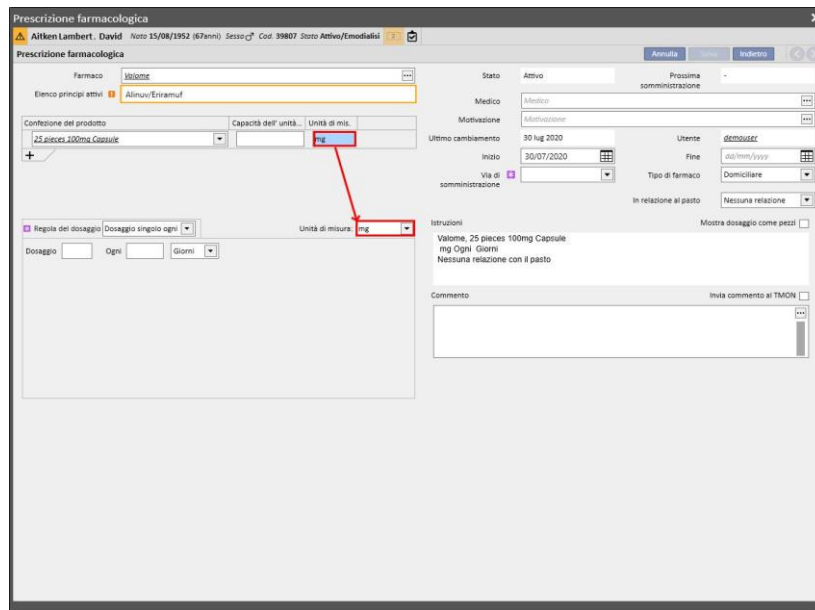 Prescrizione farmacologica
Aitken Lambert. David Nato 15/08/1952 (67anni) Sesso Cod. 39807 Stato Attivo/Emodialisi
Prescrizione farmacologica Annulla Indietro
Farmaco Valome
Elenco principi attivi Alinuv/Eriramuf
Confezione del prodotto Capacità dell' unità... Unità di mis.
25 pieces 100mg Capsule mg
+
Regola del dosaggio Dosaggio singolo ogni Unità di misura: mg
Dosaggio Ogni Giorni
Stato Attivo Prossima somministrazione -
Medico Medico
Motivazione Motivazione
Ultimo cambiamento 30 lug 2020 Utente demouser
Inizio 30/07/2020 Fine dd/mm/yyyy
Via di somministrazione Tipo di farmaco Domiciliare
In relazione al pasto Nessuna relazione
Istruzioni Mostra dosaggio come pezzi
Valome, 25 pieces 100mg Capsule
mg Ogni Giorni
Nessuna relazione con il pasto
Commento Invia commento al TMON